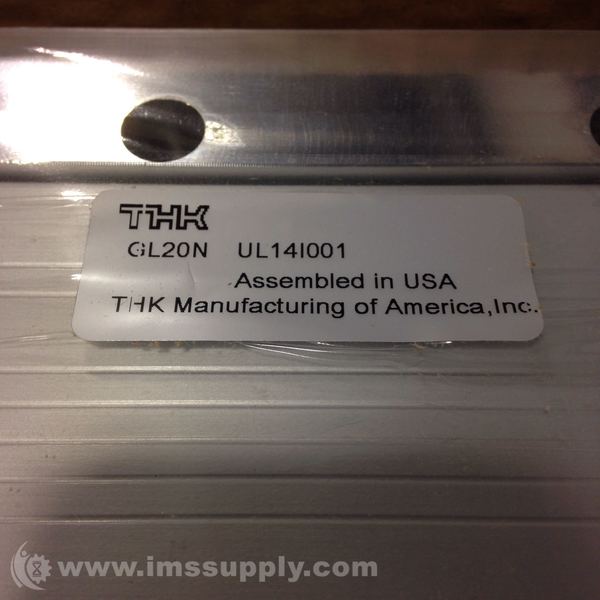 THK
GL20N UL14I001
Assembled in USA
THK Manufacturing of America,Inc.
www.imssupply.com